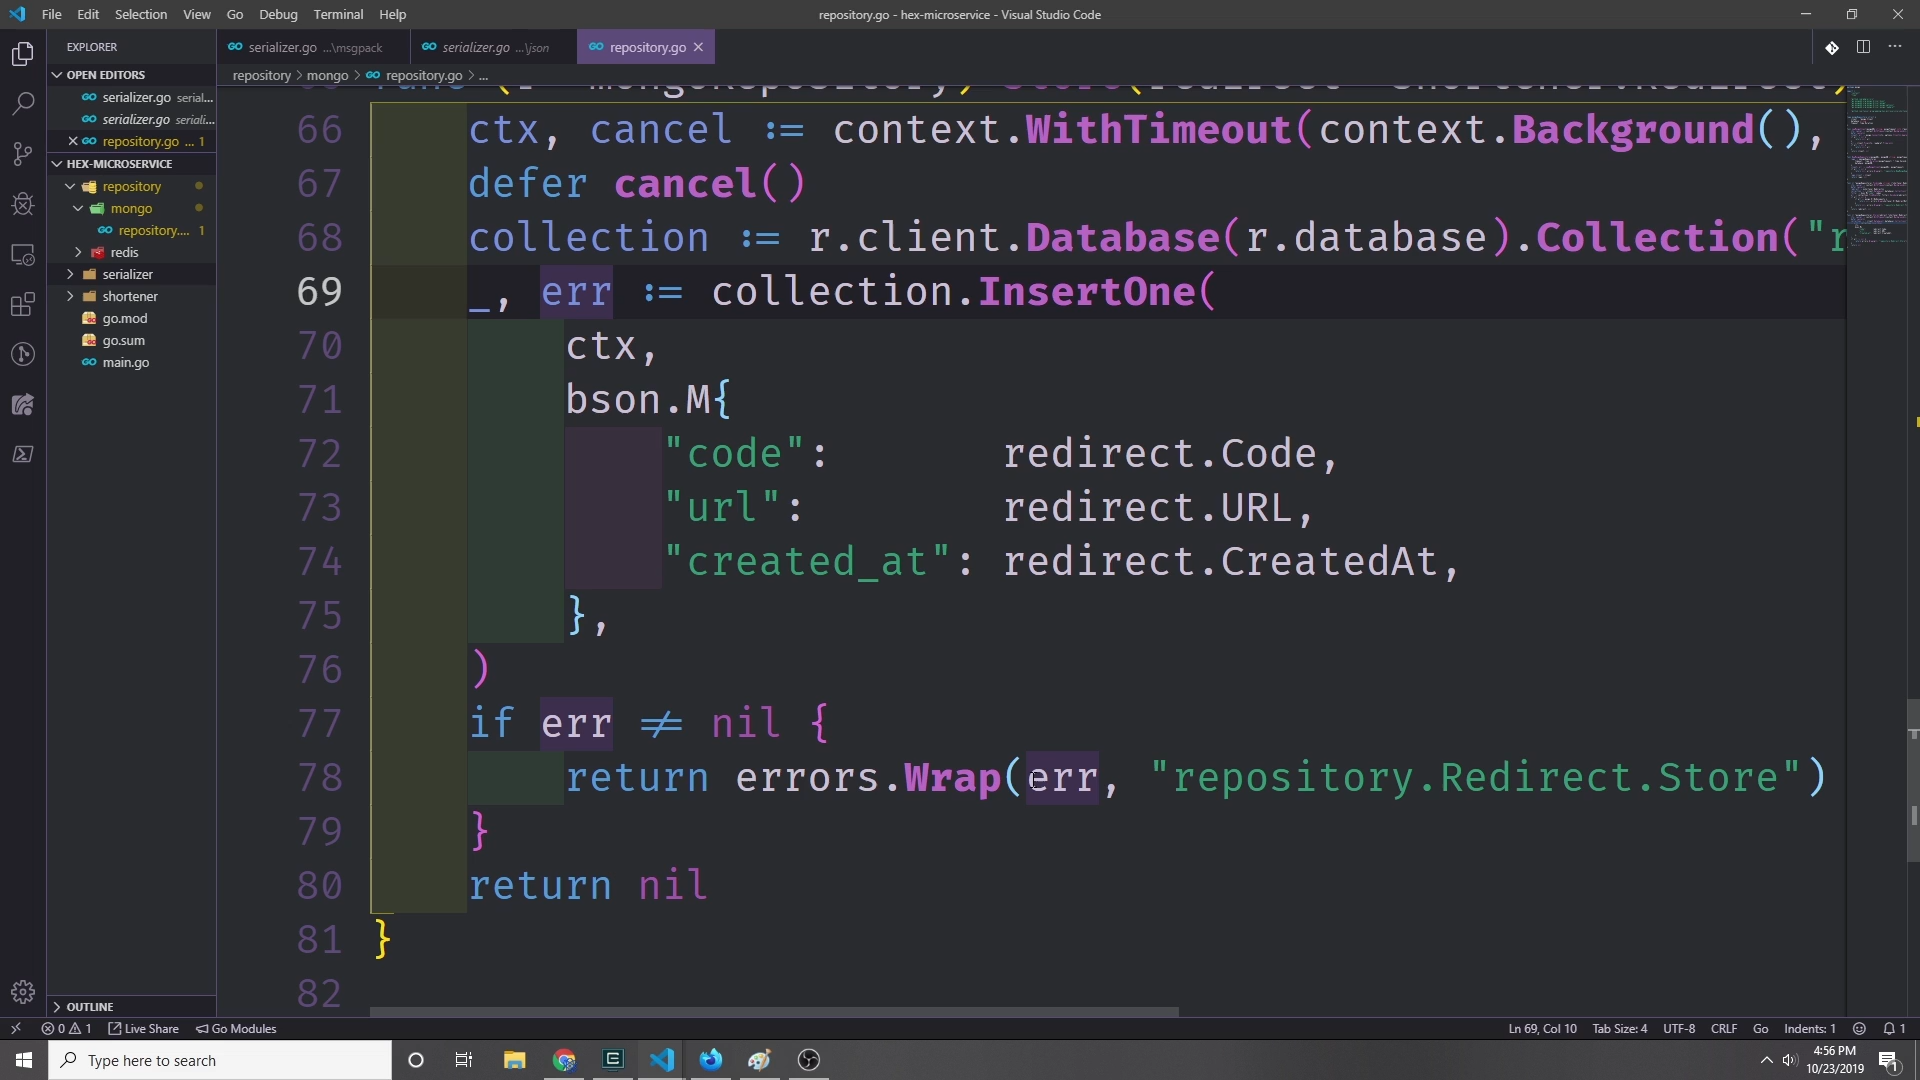 File Edit Selection View Go Debug Terminal Help
repository.go - hex-microservice - Visual Studio Code
EXPLORER
serializer.go ...\msgpack
serializer.go ...\json
repository.go
OPEN EDITORS
serializer.go serial...
serializer.go seriali...
repository.go ... 1
HEX-MICROSERVICE
repository
mongo
repository.... 1
redis
serializer
shortener
go.mod
go.sum
main.go
OUTLINE
repository > mongo > repository.go > ...
66 ctx, cancel := context.WithTimeout(context.Background(),
67 defer cancel()
68 collection := r.client.Database(r.database).Collection("r
69 _, err := collection.InsertOne(
70 ctx,
71 bson.M{
72 "code": redirect.Code,
73 "url": redirect.URL,
74 "created_at": redirect.CreatedAt,
75 },
76 )
77 if err ≠ nil {
78 return errors.Wrap(err, "repository.Redirect.Store")
79 }
80 return nil
81 }
82
0 1 Live Share Go Modules
Ln 69, Col 10 Tab Size: 4 UTF-8 CRLF Go Indents: 1 1
Type here to search
4:56 PM
10/23/2019
1